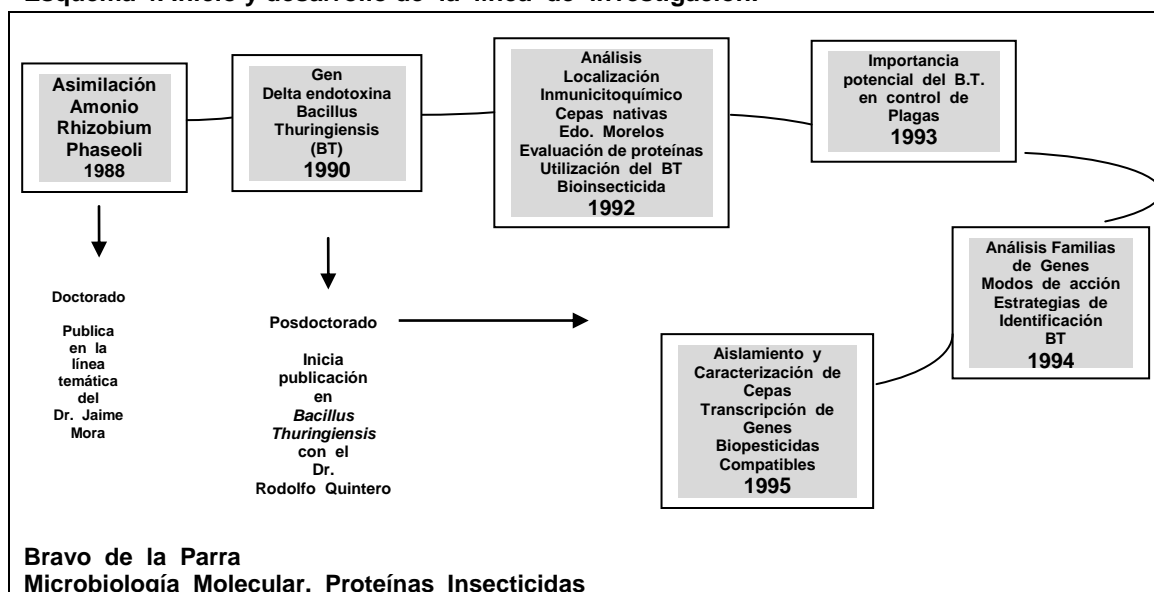 Esquema I. Inicio y desarrollo de la línea de investigación.
Asimilación
Amonio
Rhizobium
Phaseoli
1988
Gen
Delta endotoxina
Bacillus
Thuringiensis
(BT)
1990
Análisis
Localización
Inmunicitoquímico
Cepas nativas
Edo. Morelos
Evaluación de proteínas
Utilización del BT
Bioinsecticida
1992
Importancia
potencial del B.T.
en control de
Plagas
1993
Análisis Familias
de Genes
Modos de acción
Estrategias de
Identificación
BT
1994
Aislamiento y
Caracterización de
Cepas
Transcripción de
Genes
Biopesticidas
Compatibles
1995
Doctorado
Publica
en la
línea
temática
del
Dr. Jaime
Mora
Posdoctorado
Inicia
publicación
en
Bacillus
Thuringiensis
con el
Dr.
Rodolfo Quintero
Bravo de la Parra
Microbiología Molecular. Proteínas Insecticidas